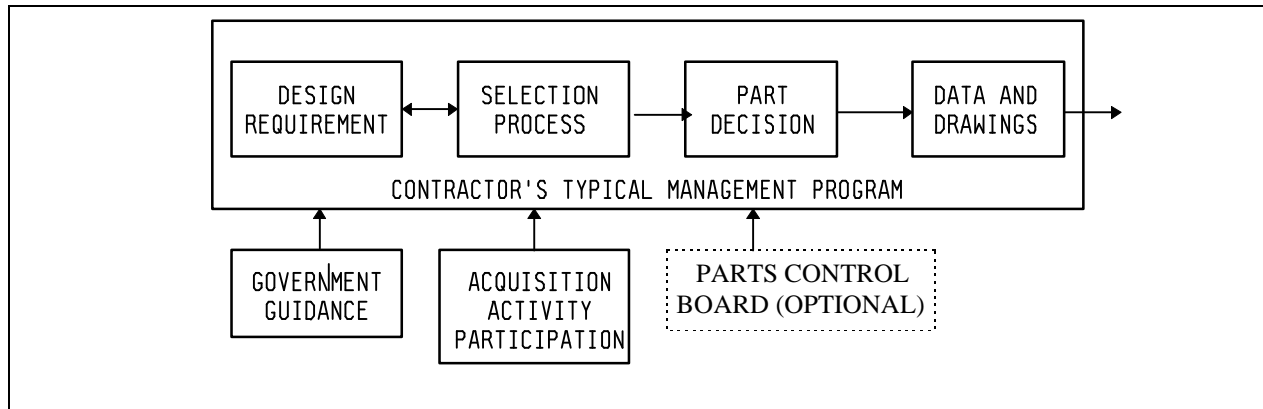 DESIGN
REQUIREMENT
SELECTION
PROCESS
PART
DECISION
DATA AND
DRAWINGS
CONTRACTOR'S TYPICAL MANAGEMENT PROGRAM
GOVERNMENT
GUIDANCE
ACQUISITION
ACTIVITY
PARTICIPATION
PARTS CONTROL
BOARD (OPTIONAL)